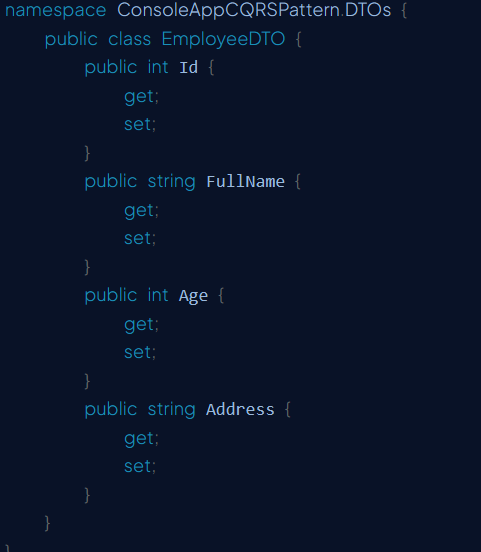 namespace ConsoleAppCQRSPattern.DTOs {
    public class EmployeeDTO {
        public int Id {
            get;
            set;
        }
        public string FullName {
            get;
            set;
        }
        public int Age {
            get;
            set;
        }
        public string Address {
            get;
            set;
        }
    }
}